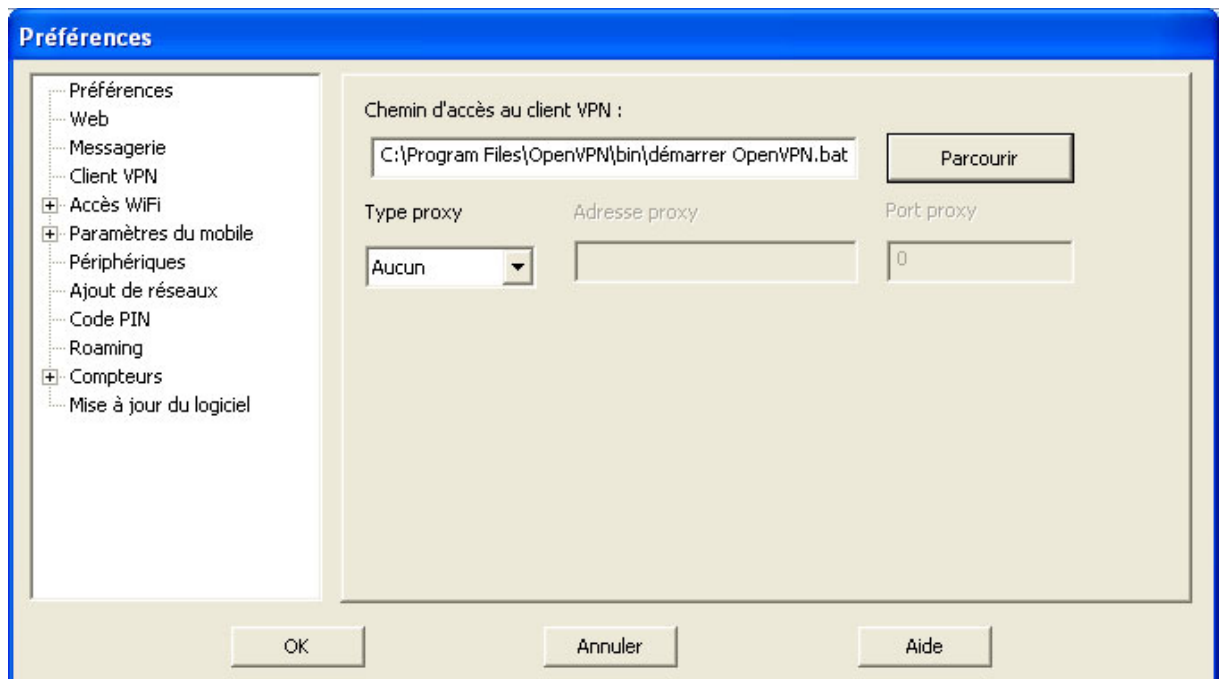 Préférences
Préférences
Web
Messagerie
Client VPN
Accès WiFi
Paramètres du mobile
Périphériques
Ajout de réseaux
Code PIN
Roaming
Compteurs
Mise à jour du logiciel
Chemin d'accès au client VPN :
C:\Program Files\OpenVPN\bin\démarrer OpenVPN.bat
Parcourir
Type proxy
Adresse proxy
Port proxy
Aucun
0
OK
Annuler
Aide